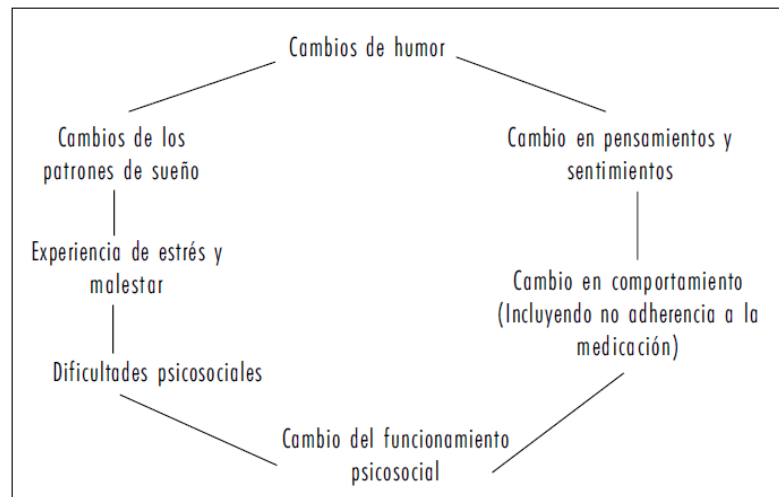 Cambios de humor
Cambios de los
patrones de sueño
Cambio en pensamientos y
sentimientos
Experiencia de estrés y
malestar
Cambio en comportamiento
(Incluyendo no adherencia a la
medicación)
Dificultades psicosociales
Cambio del funcionamiento
psicosocial